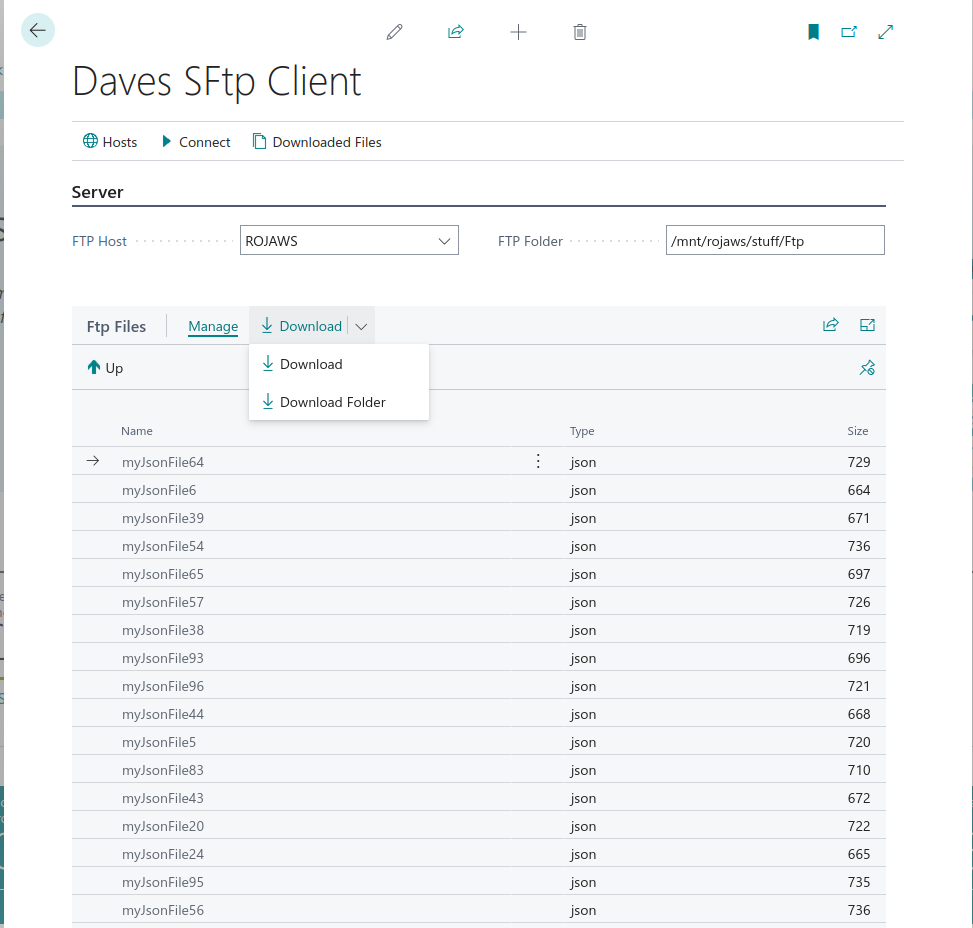 Daves SFtp Client
Hosts Connect Downloaded Files
Server
FTP Host ROJAWS FTP Folder /mnt/rojaws/stuff/Ftp
Ftp Files Manage Download
Up
Download
Download Folder
Name Type Size
myJsonFile64 json 729
myJsonFile6 json 664
myJsonFile39 json 671
myJsonFile54 json 736
myJsonFile65 json 697
myJsonFile57 json 726
myJsonFile38 json 719
myJsonFile93 json 696
myJsonFile96 json 721
myJsonFile44 json 668
myJsonFile5 json 720
myJsonFile83 json 710
myJsonFile43 json 672
myJsonFile20 json 722
myJsonFile24 json 665
myJsonFile95 json 735
myJsonFile56 json 736